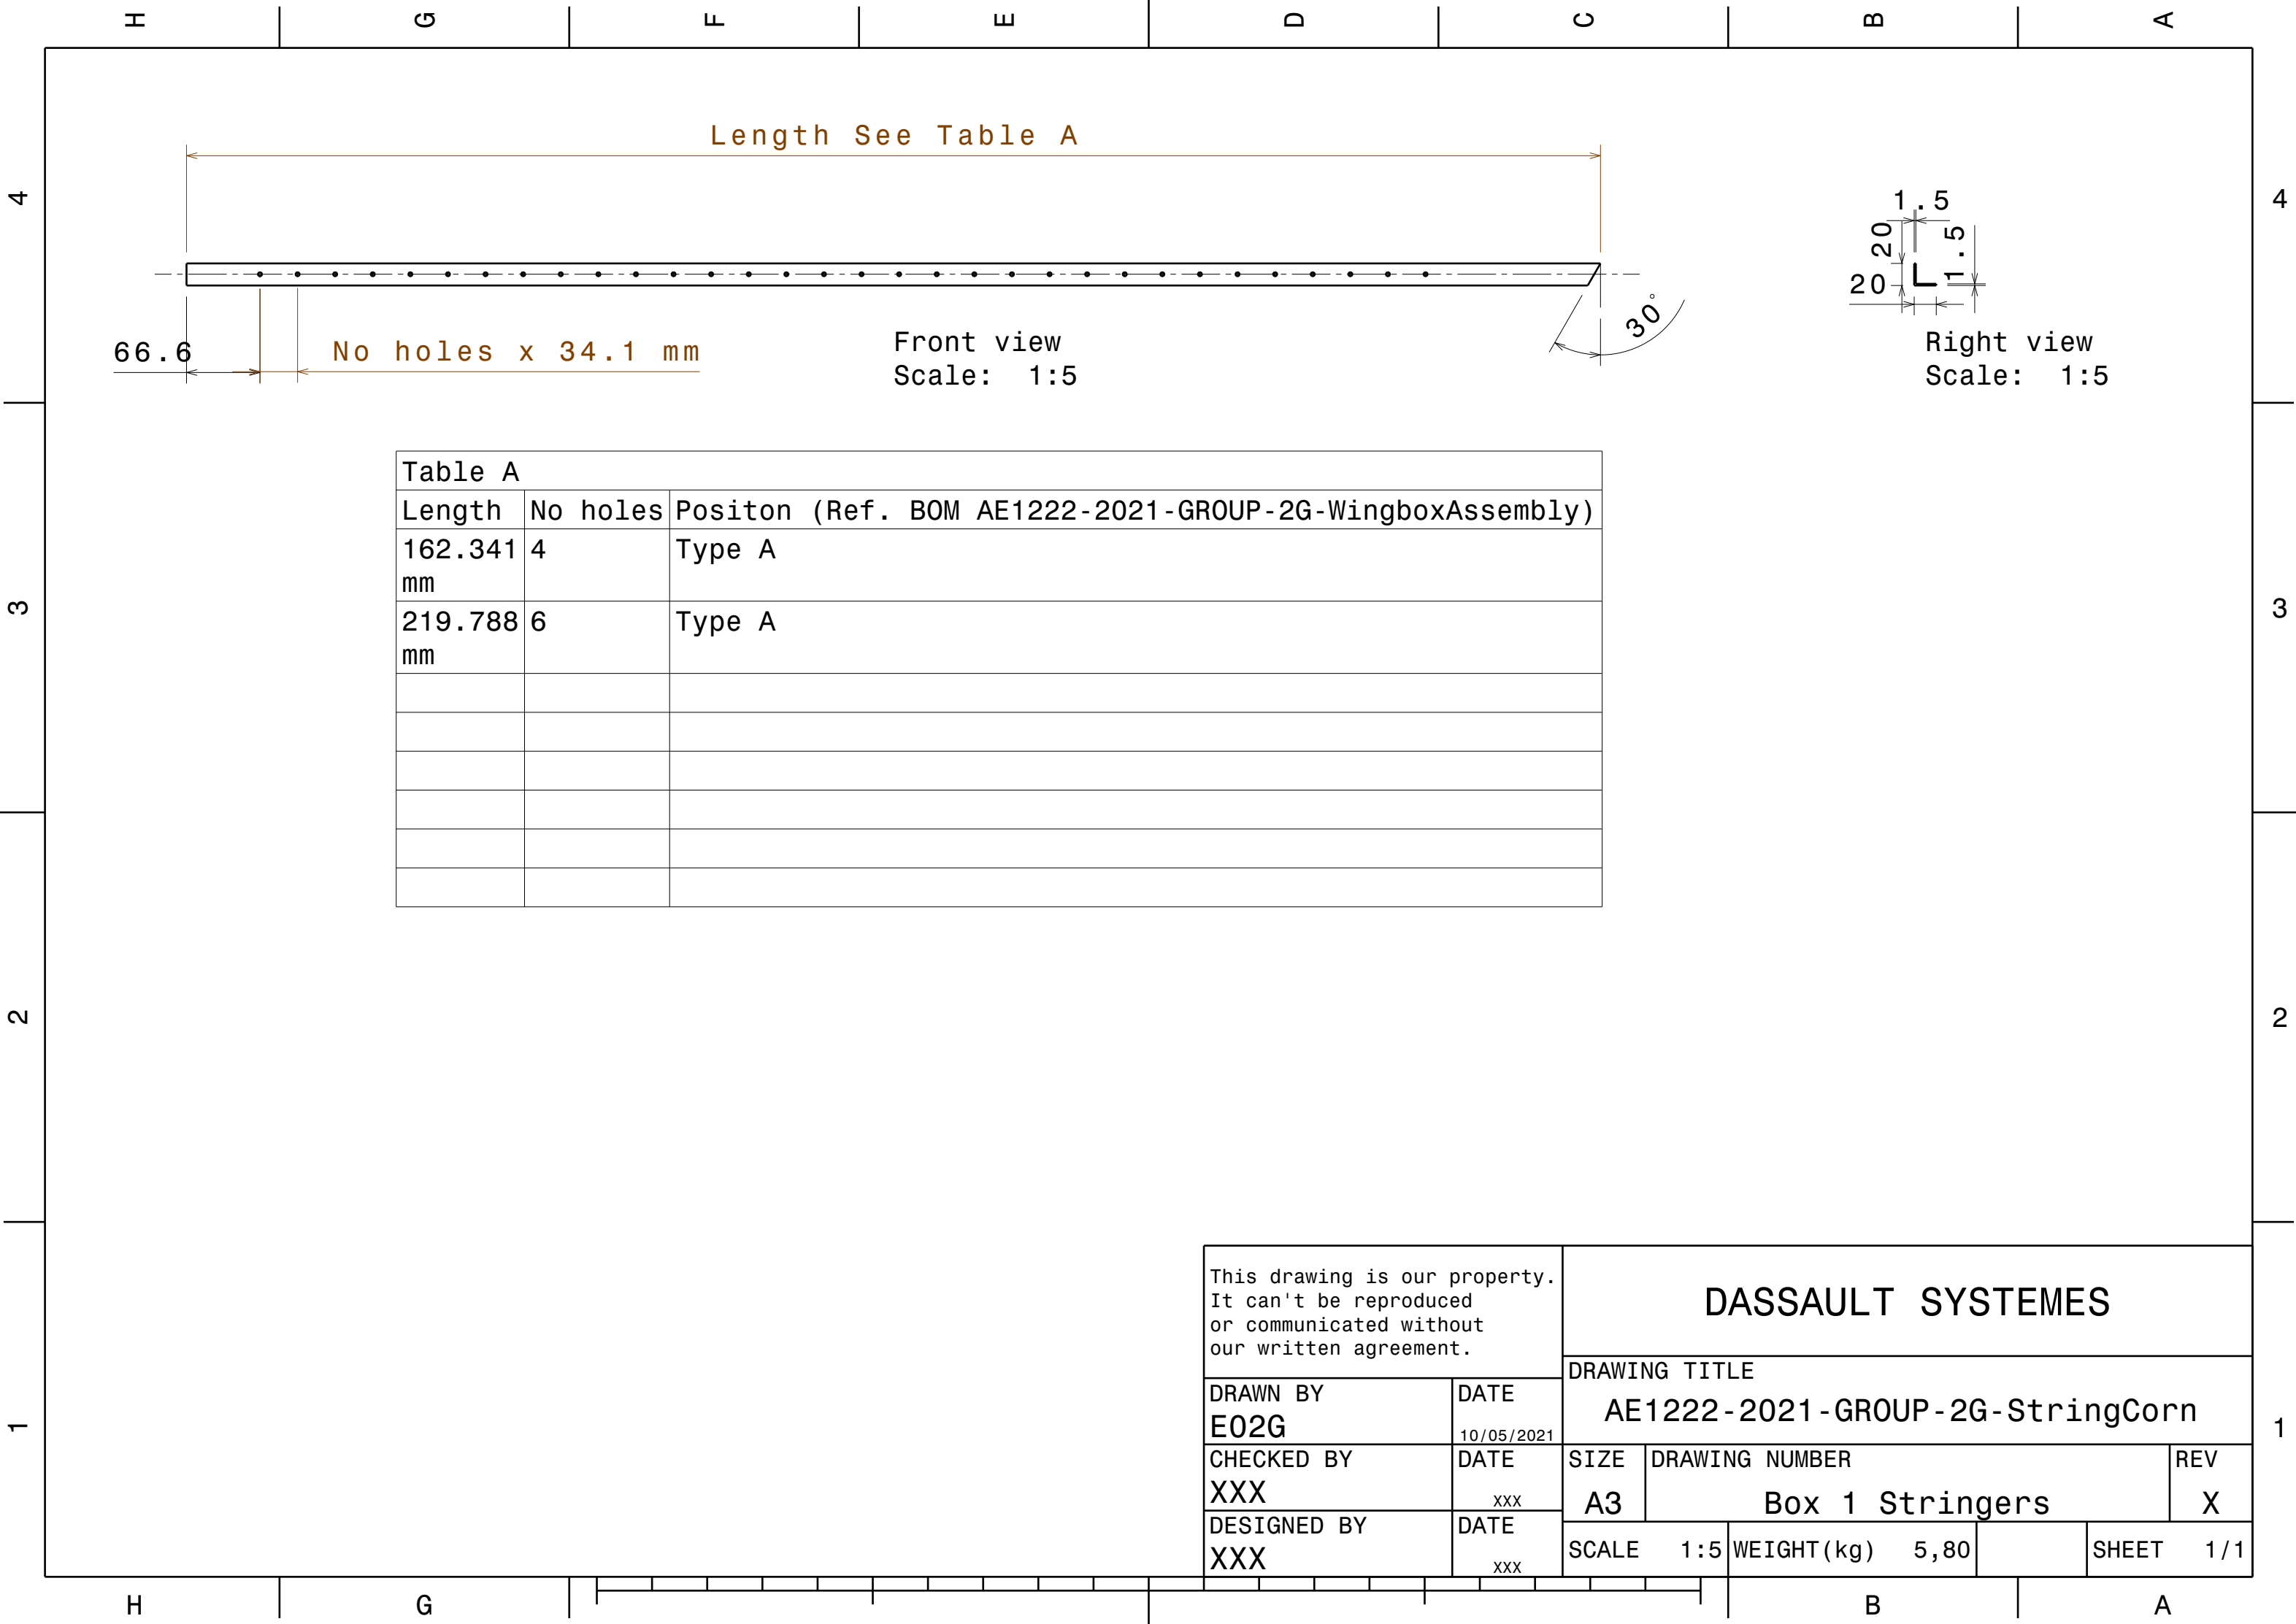 H G F E D C B A
Length See Table A
4
4
1.5
20
1.5
20
30°
66.6
No holes x 34.1 mm
Front view
Scale: 1:5
Right view
Scale: 1:5
Table A
Length No holes Positon (Ref. BOM AE1222-2021-GROUP-2G-WingboxAssembly)
162.341 4 Type A
mm
219.788 6 Type A
mm
3
3
2
2
This drawing is our property.
It can't be reproduced
or communicated without
our written agreement.
DASSAULT SYSTEMES
DRAWING TITLE
AE1222-2021-GROUP-2G-StringCorn
DRAWN BY DATE
E02G 10/05/2021
1
1
CHECKED BY DATE
XXX XXX
SIZE DRAWING NUMBER REV
A3 Box 1 Stringers X
DESIGNED BY DATE
XXX XXX
SCALE 1:5 WEIGHT(kg) 5,80 SHEET 1/1
H G B A